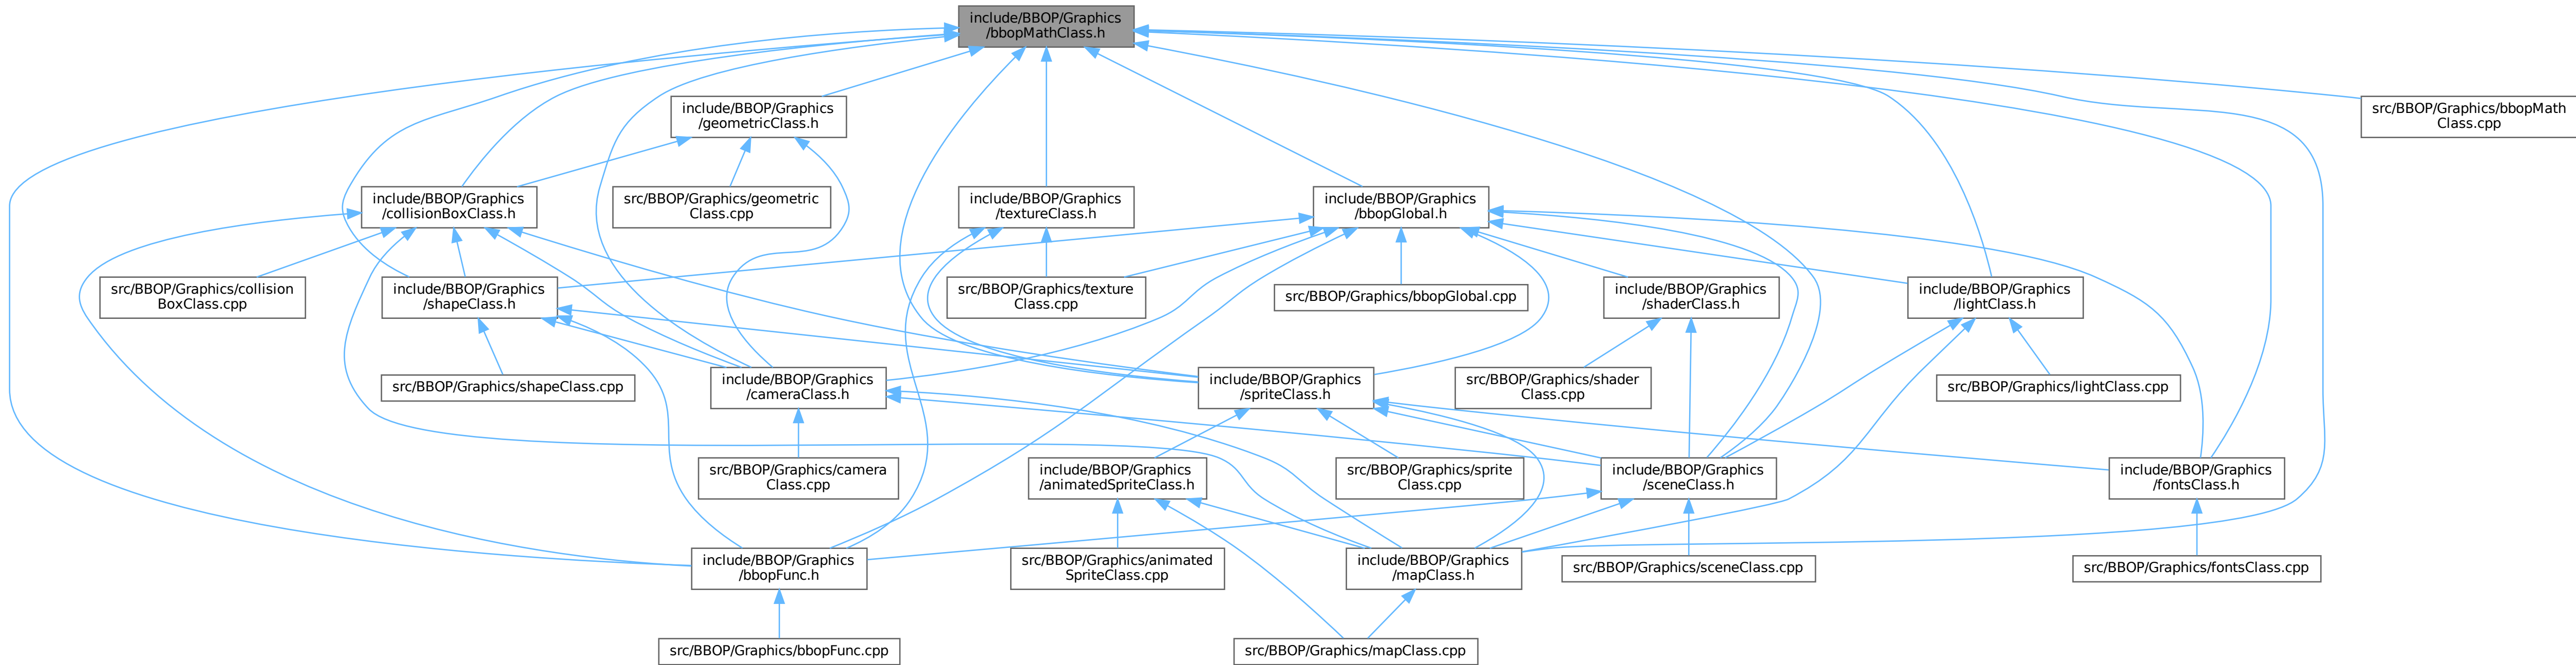 include/BBOP/Graphics
/bbopMathClass.h
include/BBOP/Graphics
/geometricClass.h
src/BBOP/Graphics/bbopMath
Class.cpp
include/BBOP/Graphics
/collisionBoxClass.h
src/BBOP/Graphics/geometric
Class.cpp
include/BBOP/Graphics
/textureClass.h
include/BBOP/Graphics
/bbopGlobal.h
src/BBOP/Graphics/collision
BoxClass.cpp
include/BBOP/Graphics
/shapeClass.h
src/BBOP/Graphics/texture
Class.cpp
src/BBOP/Graphics/bbopGlobal.cpp
include/BBOP/Graphics
/shaderClass.h
include/BBOP/Graphics
/lightClass.h
src/BBOP/Graphics/shapeClass.cpp
include/BBOP/Graphics
/cameraClass.h
include/BBOP/Graphics
/spriteClass.h
src/BBOP/Graphics/shader
Class.cpp
src/BBOP/Graphics/lightClass.cpp
src/BBOP/Graphics/camera
Class.cpp
include/BBOP/Graphics
/animatedSpriteClass.h
src/BBOP/Graphics/sprite
Class.cpp
include/BBOP/Graphics
/sceneClass.h
include/BBOP/Graphics
/fontsClass.h
include/BBOP/Graphics
/bbopFunc.h
src/BBOP/Graphics/animated
SpriteClass.cpp
include/BBOP/Graphics
/mapClass.h
src/BBOP/Graphics/sceneClass.cpp
src/BBOP/Graphics/fontsClass.cpp
src/BBOP/Graphics/bbopFunc.cpp
src/BBOP/Graphics/mapClass.cpp